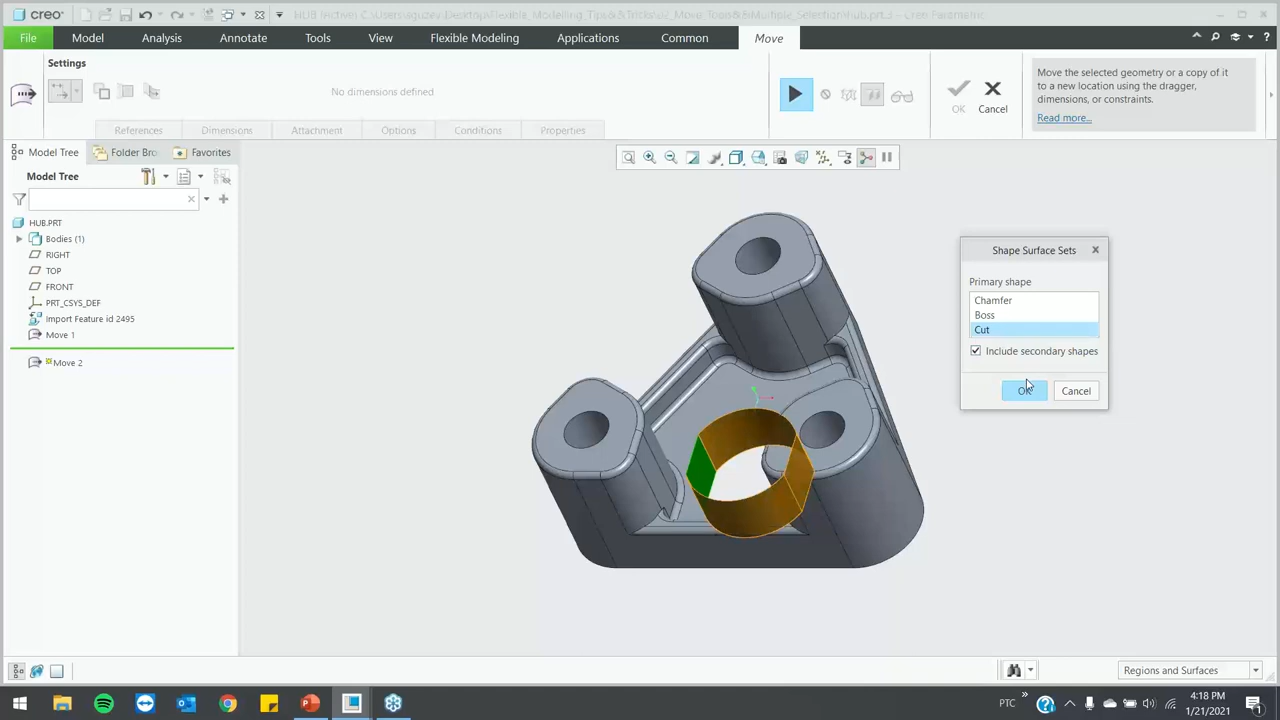 creo
HUB (Active) C:\Users\sguzev\Desktop\Flexible_Modelling_Tips&Tricks\02_Move Tools&Multiple_Selection\hub.prt.3 - Creo Parametric
File Model Analysis Annotate Tools View Flexible Modeling Applications Common Move
Settings
No dimensions defined
OK Cancel
Move the selected geometry or a copy of it
to a new location using the dragger,
dimensions, or constraints.
Read more...
References Dimensions Attachment Options Conditions Properties
Model Tree Folder Bro Favorites
Model Tree
HUB.PRT
Bodies (1)
RIGHT
TOP
FRONT
PRT_CSYS_DEF
Import Feature id 2495
Move 1
Move 2
Shape Surface Sets
Primary shape
Chamfer
Boss
Cut
Include secondary shapes
OK Cancel
Regions and Surfaces
PTC
4:18 PM
1/21/2021
1